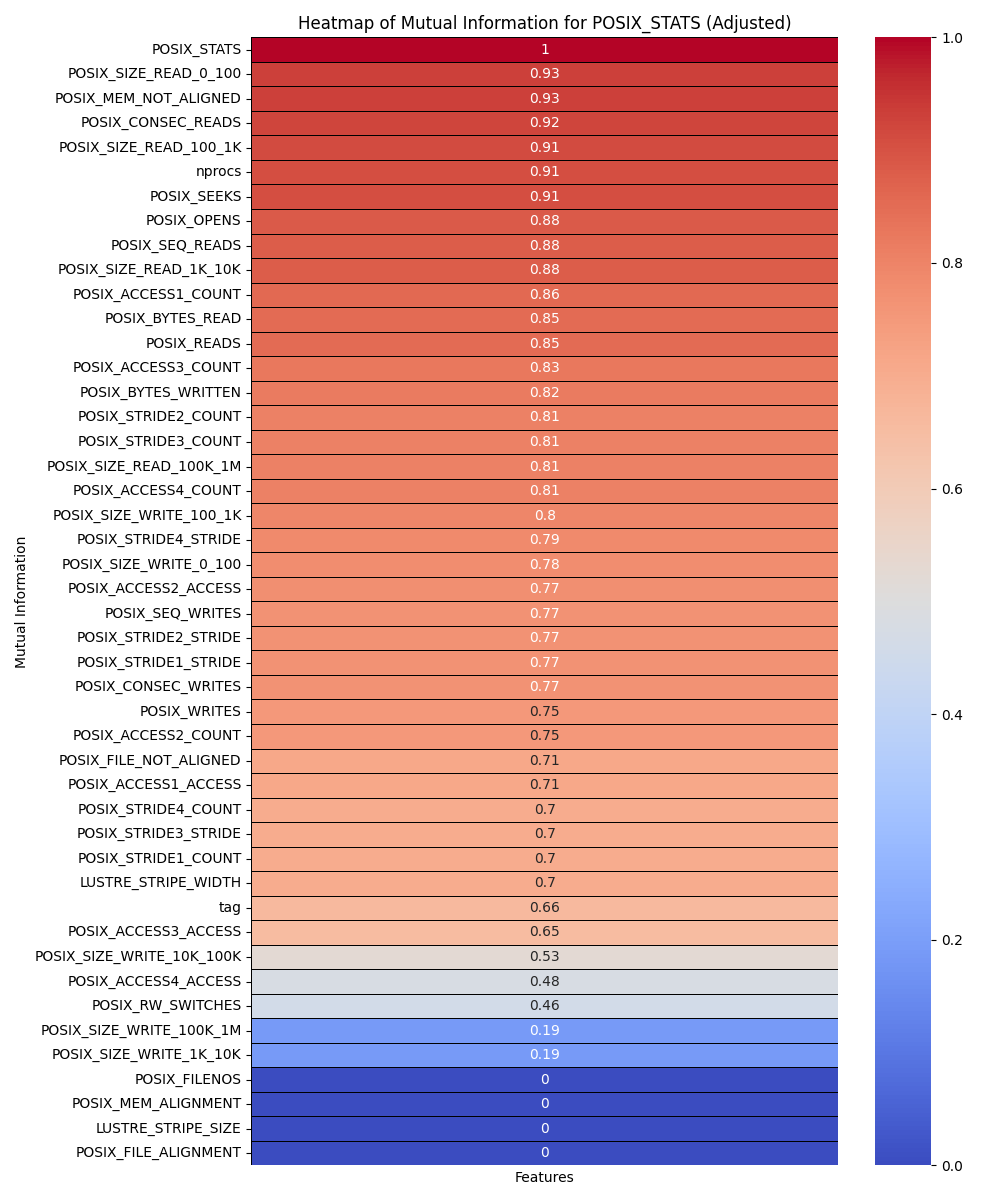 Heatmap of Mutual Information for POSIX_STATS (Adjusted)
POSIX_STATS 1
POSIX_SIZE_READ_0_100 0.93
POSIX_MEM_NOT_ALIGNED 0.93
POSIX_CONSEC_READS 0.92
POSIX_SIZE_READ_100_1K 0.91
nprocs 0.91
POSIX_SEEKS 0.91
POSIX_OPENS 0.88
POSIX_SEQ_READS 0.88
POSIX_SIZE_READ_1K_10K 0.88
POSIX_ACCESS1_COUNT 0.86
POSIX_BYTES_READ 0.85
POSIX_READS 0.85
POSIX_ACCESS3_COUNT 0.83
POSIX_BYTES_WRITTEN 0.82
POSIX_STRIDE2_COUNT 0.81
POSIX_STRIDE3_COUNT 0.81
POSIX_SIZE_READ_100K_1M 0.81
POSIX_ACCESS4_COUNT 0.81
POSIX_SIZE_WRITE_100_1K 0.8
POSIX_STRIDE4_STRIDE 0.79
POSIX_SIZE_WRITE_0_100 0.78
POSIX_ACCESS2_ACCESS 0.77
POSIX_SEQ_WRITES 0.77
POSIX_STRIDE2_STRIDE 0.77
POSIX_STRIDE1_STRIDE 0.77
POSIX_CONSEC_WRITES 0.77
POSIX_WRITES 0.75
POSIX_ACCESS2_COUNT 0.75
POSIX_FILE_NOT_ALIGNED 0.71
POSIX_ACCESS1_ACCESS 0.71
POSIX_STRIDE4_COUNT 0.7
POSIX_STRIDE3_STRIDE 0.7
POSIX_STRIDE1_COUNT 0.7
LUSTRE_STRIPE_WIDTH 0.7
tag 0.66
POSIX_ACCESS3_ACCESS 0.65
POSIX_SIZE_WRITE_10K_100K 0.53
POSIX_ACCESS4_ACCESS 0.48
POSIX_RW_SWITCHES 0.46
POSIX_SIZE_WRITE_100K_1M 0.19
POSIX_SIZE_WRITE_1K_10K 0.19
POSIX_FILENOS 0
POSIX_MEM_ALIGNMENT 0
LUSTRE_STRIPE_SIZE 0
POSIX_FILE_ALIGNMENT 0
Mutual Information
Features
1.0
0.8
0.6
0.4
0.2
0.0